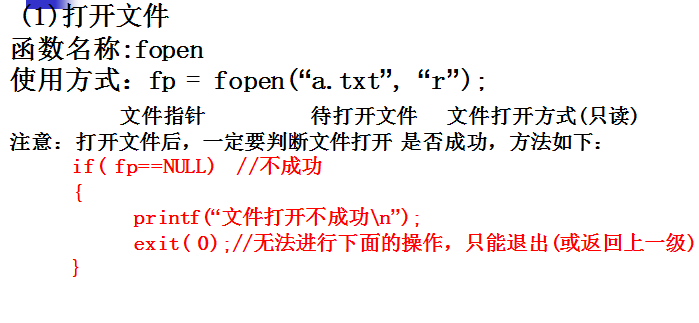 (1)打开文件
函数名称:fopen
使用方式：fp = fopen(“a.txt”, “r”);
文件指针 待打开文件 文件打开方式(只读)
注意：打开文件后，一定要判断文件打开 是否成功，方法如下：
if( fp==NULL) //不成功
{
printf(“文件打开不成功\n”);
exit( 0);//无法进行下面的操作，只能退出(或返回上一级)
}